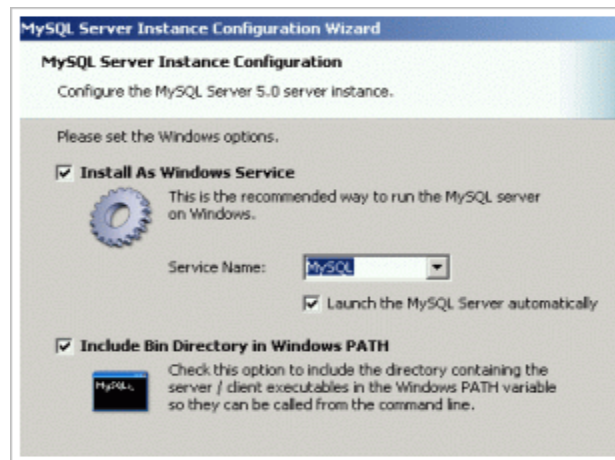 MySQL Server Instance Configuration Wizard
MySQL Server Instance Configuration
Configure the MySQL Server 5.0 server instance.
Please set the Windows options.
Install As Windows Service
This is the recommended way to run the MySQL server
on Windows.
Service Name: MySQL
Launch the MySQL Server automatically
Include Bin Directory in Windows PATH
Check this option to include the directory containing the
server / client executables in the Windows PATH variable
so they can be called from the command line.